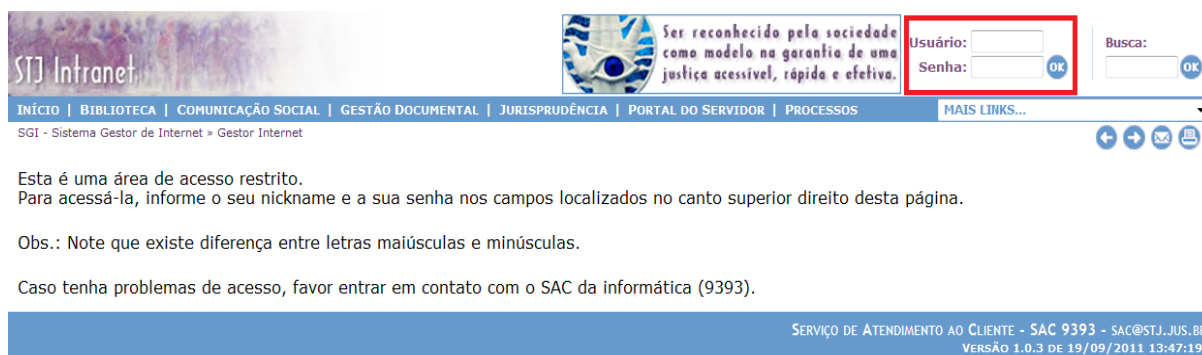 STJ Intranet
Ser reconhecido pela sociedade
como modelo na garantia de uma
justiça acessível, rápida e efetiva.
Usuário:
Senha:
OK
Busca:
OK
INÍCIO | BIBLIOTECA | COMUNICAÇÃO SOCIAL | GESTÃO DOCUMENTAL | JURISPRUDÊNCIA | PORTAL DO SERVIDOR | PROCESSOS
MAIS LINKS...
SGI - Sistema Gestor de Internet » Gestor Internet
Esta é uma área de acesso restrito.
Para acessá-la, informe o seu nickname e a sua senha nos campos localizados no canto superior direito desta página.
Obs.: Note que existe diferença entre letras maiúsculas e minúsculas.
Caso tenha problemas de acesso, favor entrar em contato com o SAC da informática (9393).
SERVIÇO DE ATENDIMENTO AO CLIENTE - SAC 9393 - SAC@STJ.JUS.B
VERSÃO 1.0.3 DE 19/09/2011 13:47:19